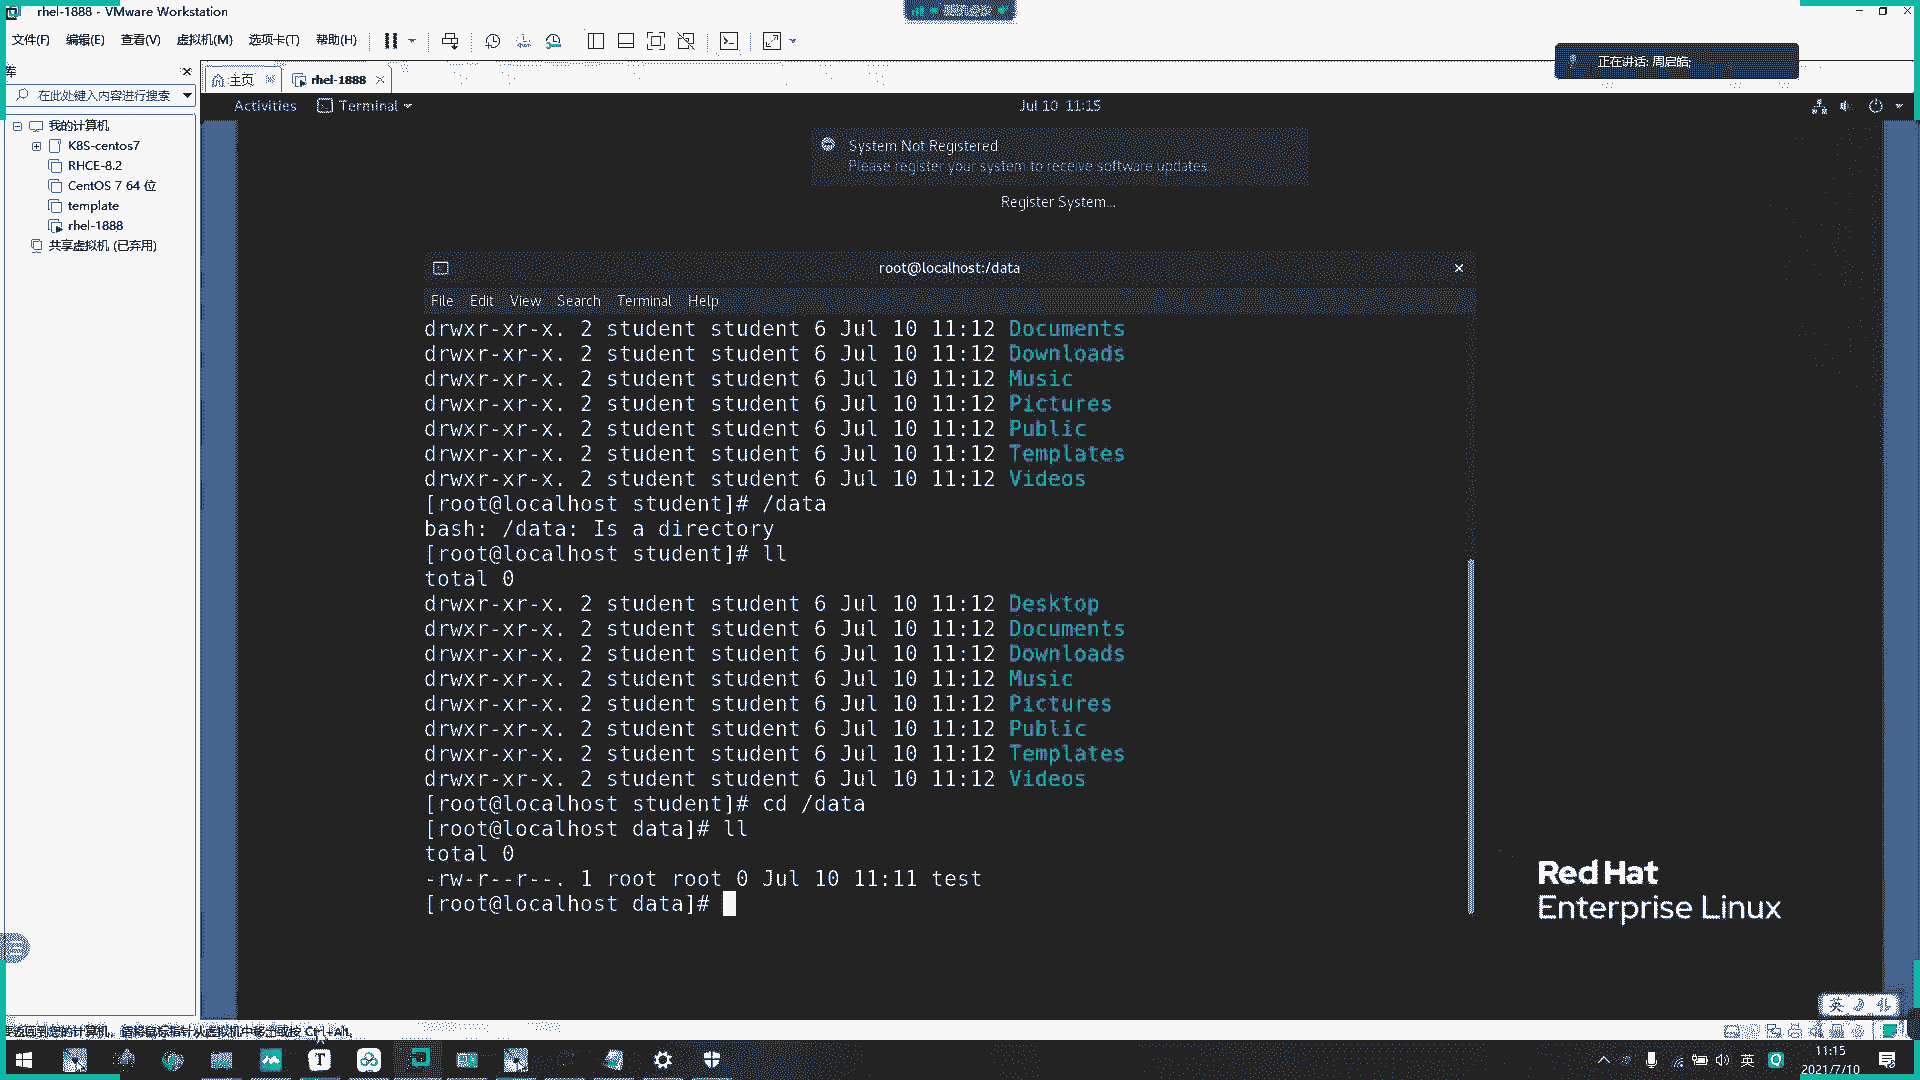 rhel-1888 - VMware Workstation
文件(F) 编辑(E) 查看(V) 虚拟机(M) 选项卡(T) 帮助(H)
正在讲话: 周启皓;
库
主页 rhel-1888
在此处键入内容进行搜索
Activities Terminal Jul 10 11:15
我的计算机
K8S-centos7
RHCE-8.2
CentOS 7 64 位
template
rhel-1888
共享虚拟机 (已弃用)
System Not Registered
Please register your system to receive software updates.
Register System...
root@localhost:/data
File Edit View Search Terminal Help
drwxr-xr-x. 2 student student 6 Jul 10 11:12 Documents
drwxr-xr-x. 2 student student 6 Jul 10 11:12 Downloads
drwxr-xr-x. 2 student student 6 Jul 10 11:12 Music
drwxr-xr-x. 2 student student 6 Jul 10 11:12 Pictures
drwxr-xr-x. 2 student student 6 Jul 10 11:12 Public
drwxr-xr-x. 2 student student 6 Jul 10 11:12 Templates
drwxr-xr-x. 2 student student 6 Jul 10 11:12 Videos
[root@localhost student]# /data
bash: /data: Is a directory
[root@localhost student]# ll
total 0
drwxr-xr-x. 2 student student 6 Jul 10 11:12 Desktop
drwxr-xr-x. 2 student student 6 Jul 10 11:12 Documents
drwxr-xr-x. 2 student student 6 Jul 10 11:12 Downloads
drwxr-xr-x. 2 student student 6 Jul 10 11:12 Music
drwxr-xr-x. 2 student student 6 Jul 10 11:12 Pictures
drwxr-xr-x. 2 student student 6 Jul 10 11:12 Public
drwxr-xr-x. 2 student student 6 Jul 10 11:12 Templates
drwxr-xr-x. 2 student student 6 Jul 10 11:12 Videos
[root@localhost student]# cd /data
[root@localhost data]# ll
total 0
-rw-r--r--. 1 root root 0 Jul 10 11:11 test
[root@localhost data]#
Red Hat
Enterprise Linux
英
要返回到您的计算机，请将鼠标指针从虚拟机中移出或按 Ctrl+Alt。
英
11:15
2021/7/10